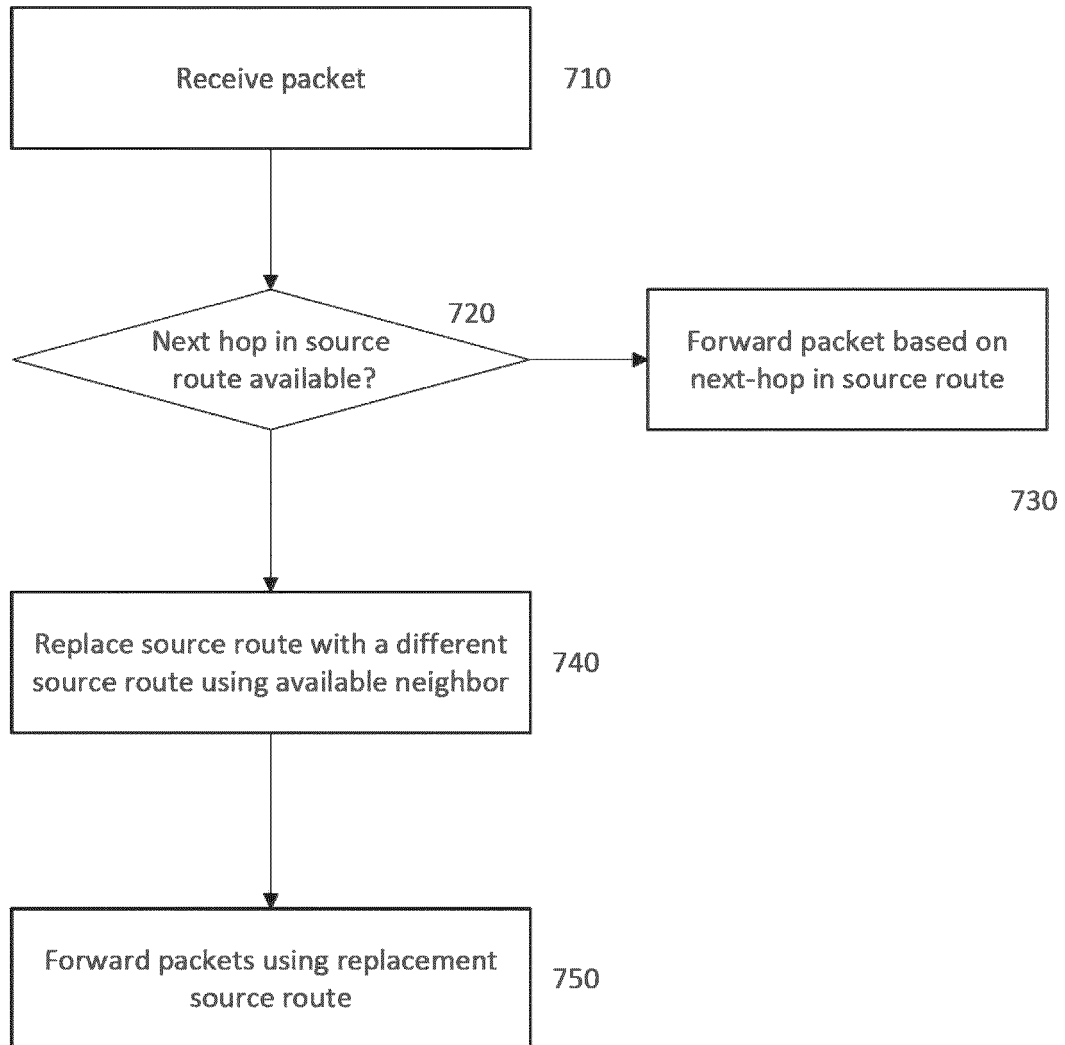 Receive packet
710
720
Next hop in source
route available?
Forward packet based on
next-hop in source route
730
Replace source route with a different
source route using available neighbor
740
Forward packets using replacement
source route
750